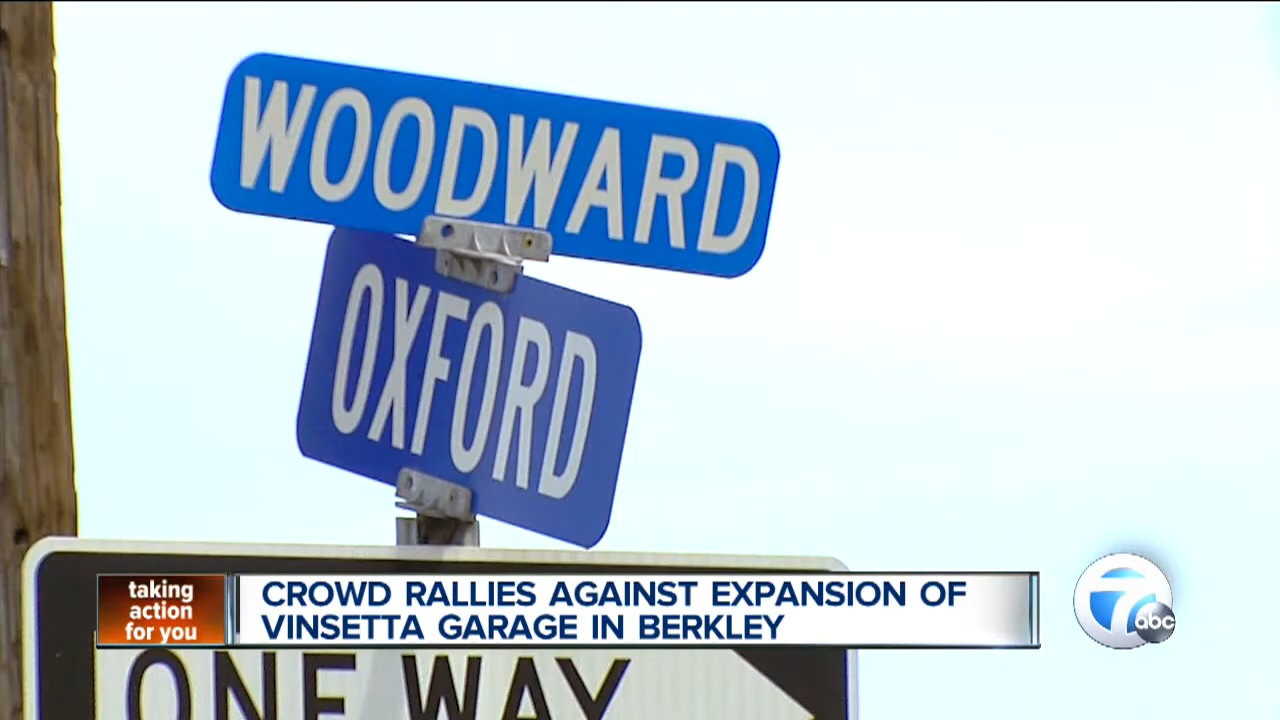 WOODWARD
OXFORD
taking
action
for you
CROWD RALLIES AGAINST EXPANSION OF
VINSETTA GARAGE IN BERKLEY
7
abc
ONE WAY